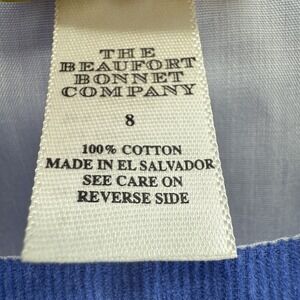 THE
BEAUFORT
BONNET
COMPANY
8
100% COTTON
MADE IN EL SALVADOR
SEE CARE ON
REVERSE SIDE